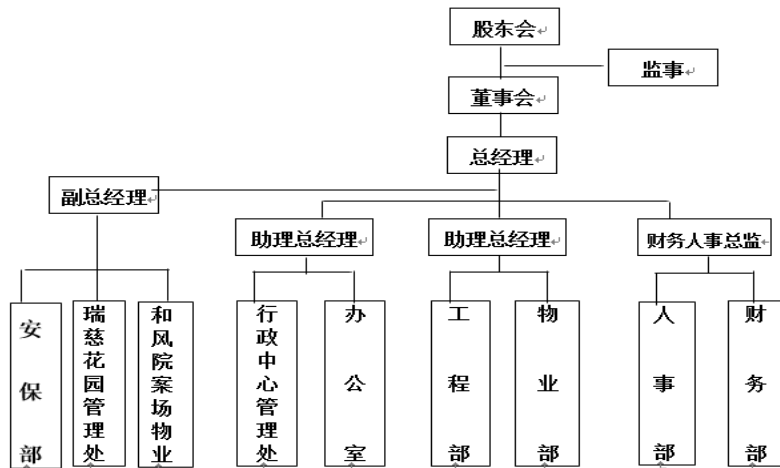 股东会
监事
董事会
总经理
副总经理
助理总经理
助理总经理
财务人事总监
安保部
瑞慈花园管理处
和风院案场物业
行政中心管理处
办公室
工程部
物业部
人事部
财务部